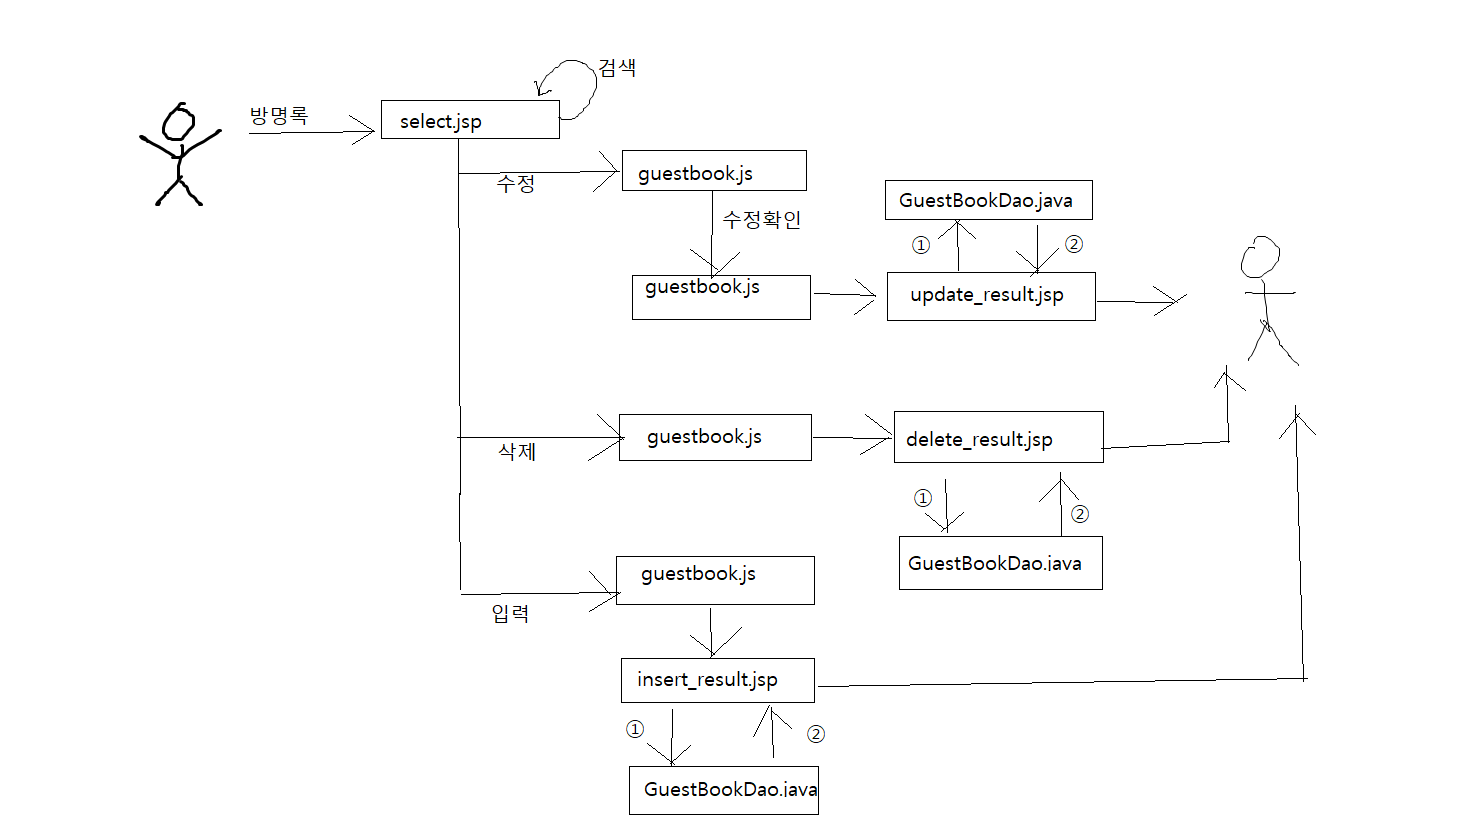 검색
방명록
select.jsp
수정
guestbook.js
수정확인
guestbook.js
GuestBookDao.java
①
②
update_result.jsp
삭제
guestbook.js
delete_result.jsp
①
②
GuestBookDao.java
입력
guestbook.js
insert_result.jsp
①
②
GuestBookDao.java